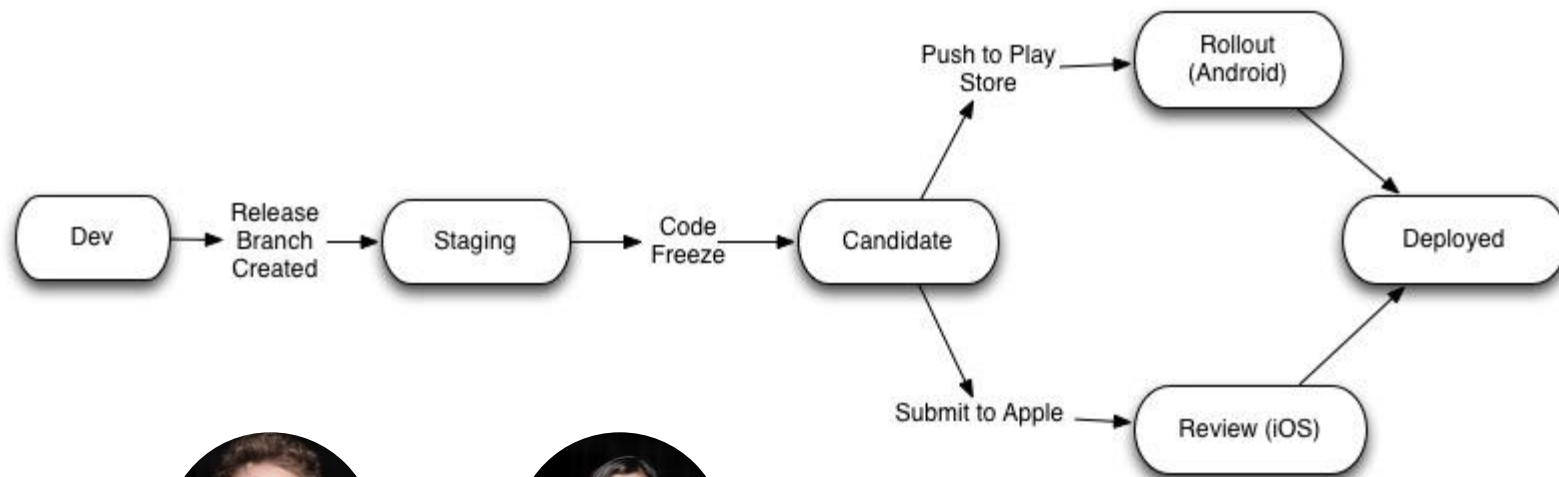 Dev
Release
Branch
Created
Staging
Code
Freeze
Candidate
Push to Play
Store
Rollout
(Android)
Submit to Apple
Review (iOS)
Deployed